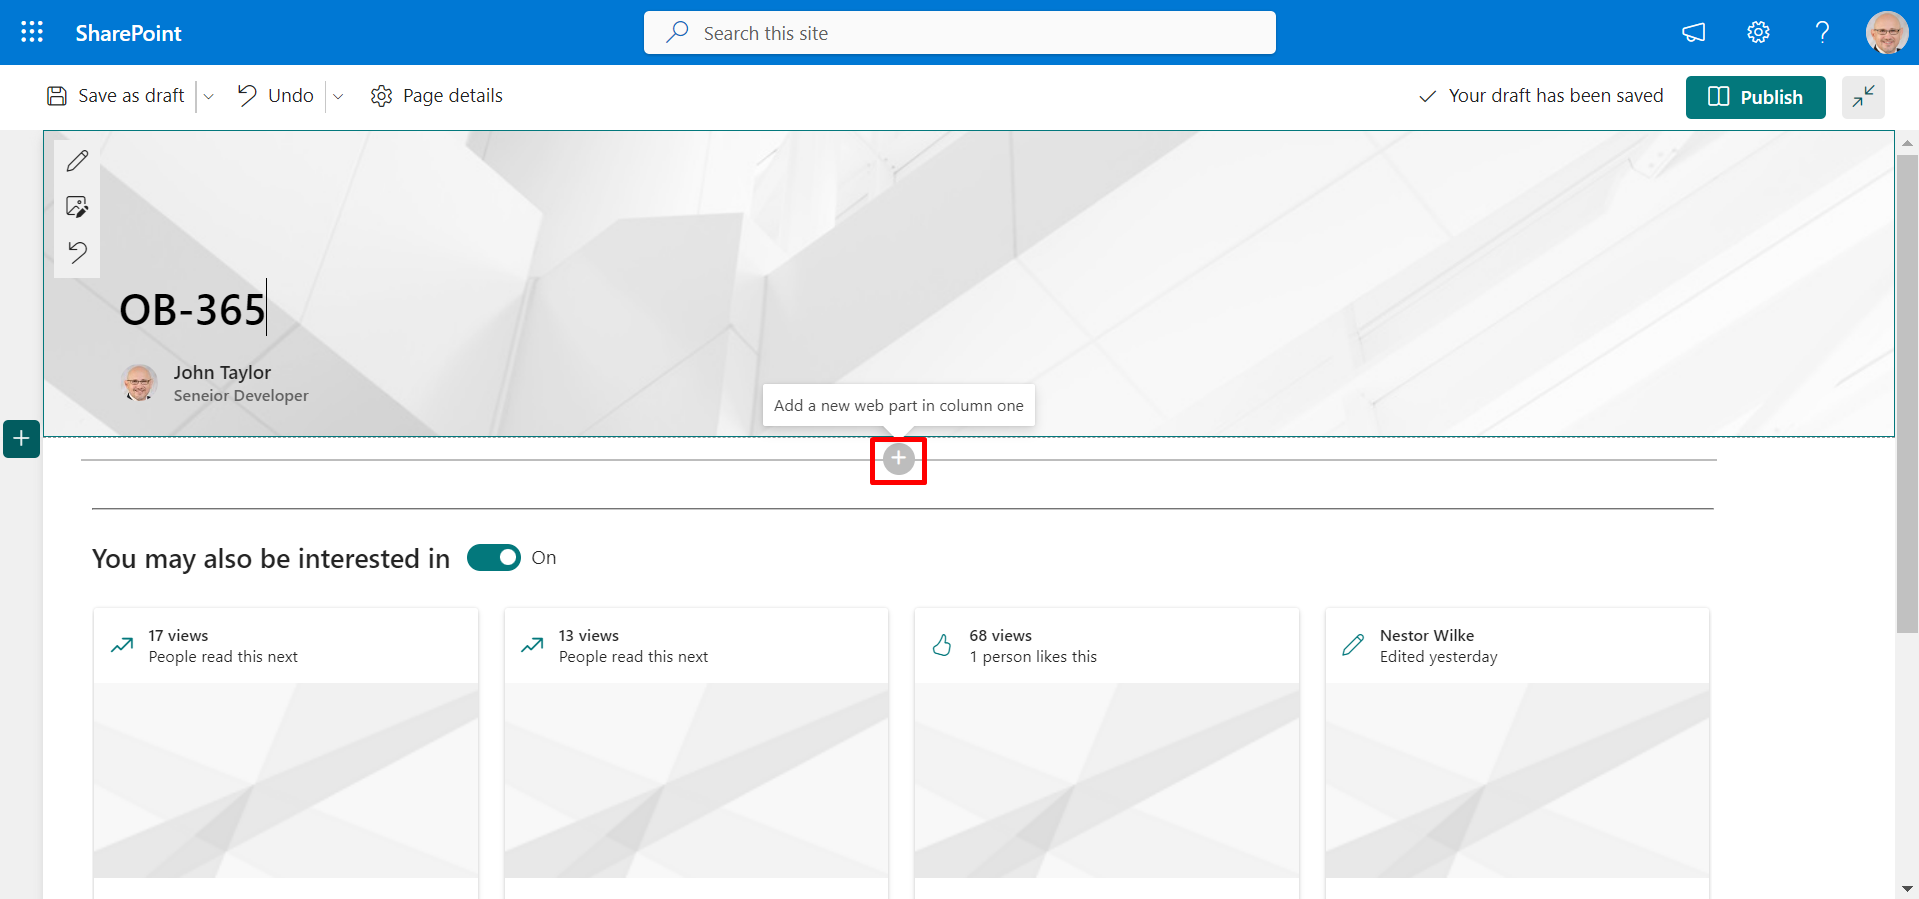 SharePoint
Search this site
Save as draft
Undo
Page details
Your draft has been saved
Publish
OB-365
John Taylor
Seneior Developer
Add a new web part in column one
You may also be interested in
On
17 views
People read this next
13 views
People read this next
68 views
1 person likes this
Nestor Wilke
Edited yesterday